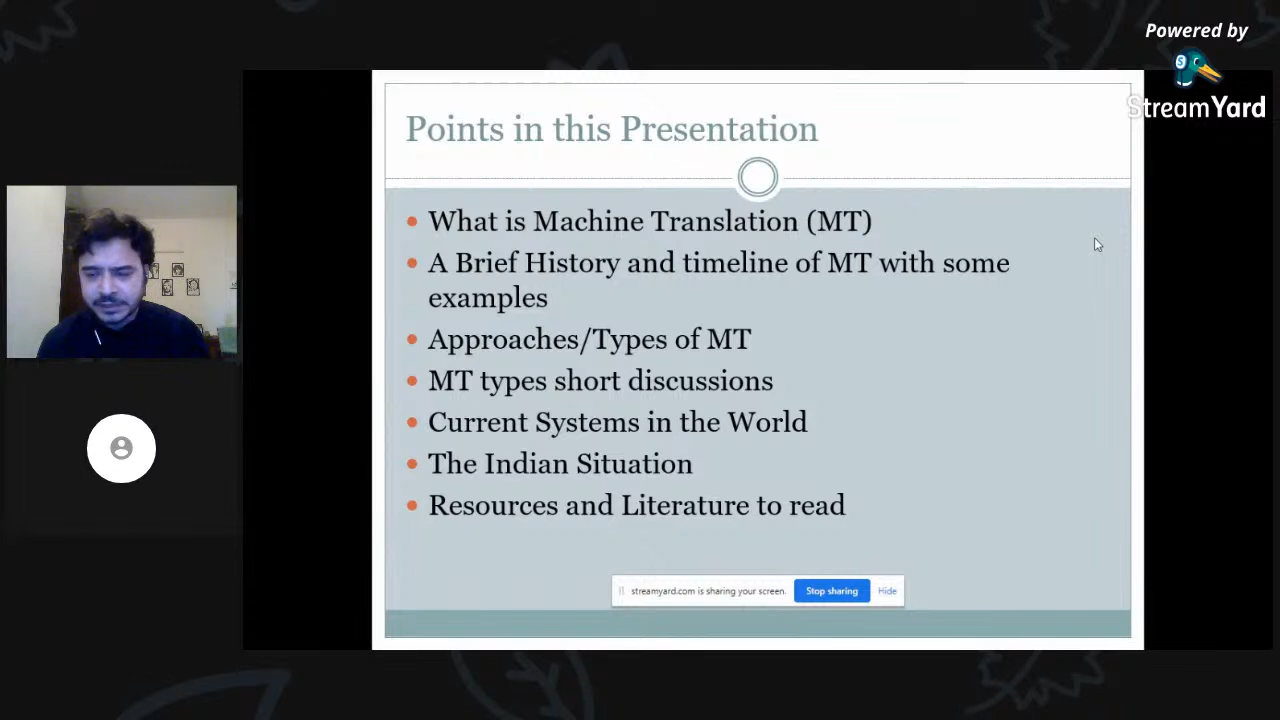 Powered by
StreamYard
Points in this Presentation
What is Machine Translation (MT)
A Brief History and timeline of MT with some
examples
Approaches/Types of MT
MT types short discussions
Current Systems in the World
The Indian Situation
Resources and Literature to read
streamyard.com is sharing your screen. Stop sharing Hide